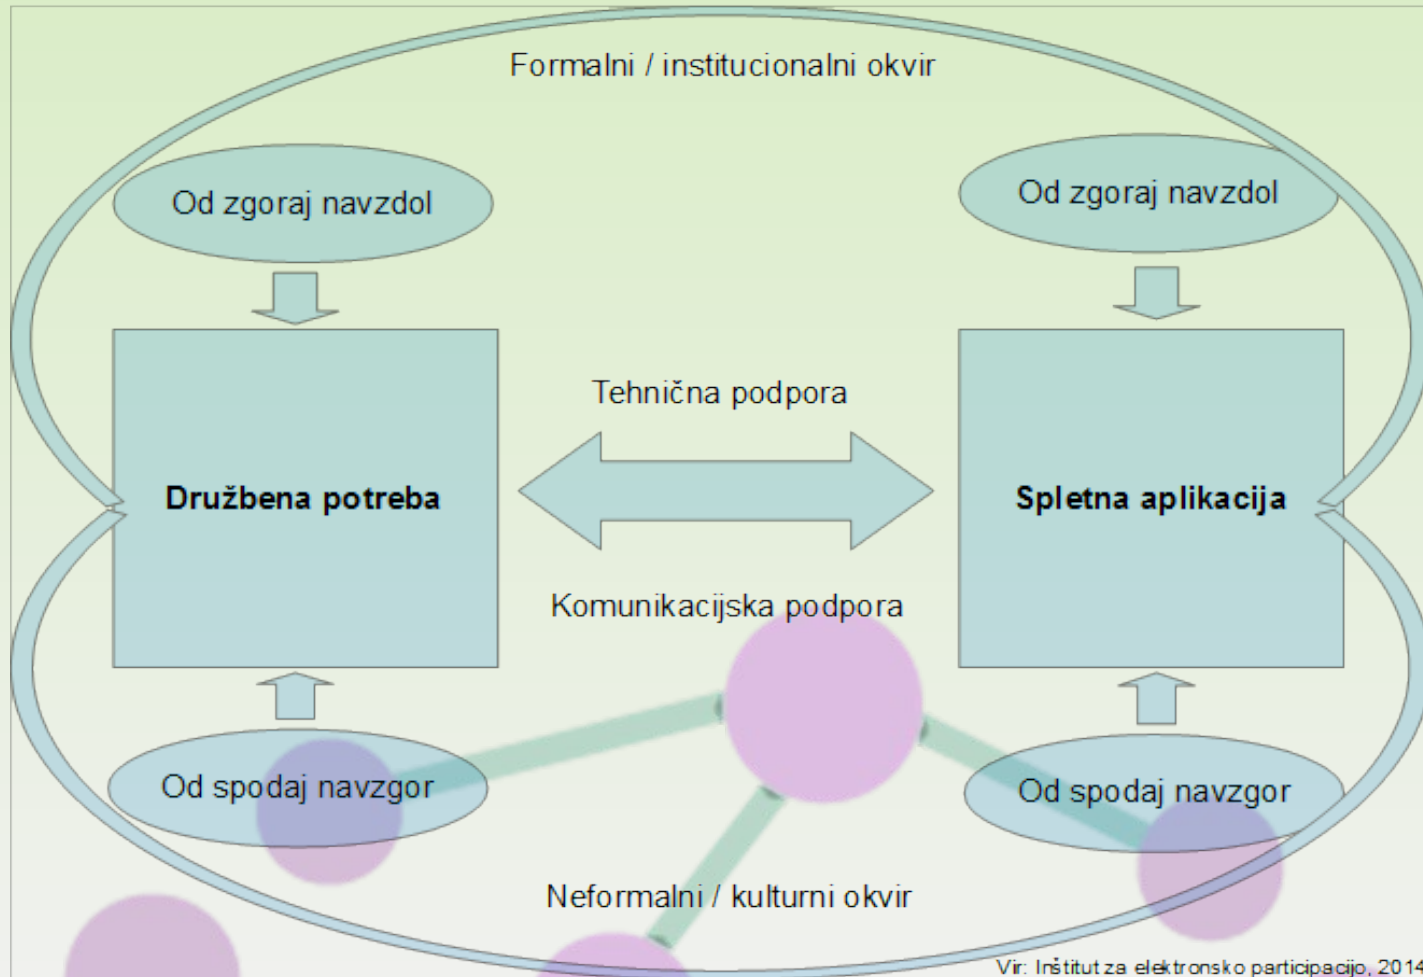 Formalni / institucionalni okvir
Od zgoraj navzdol
Od zgoraj navzdol
Tehnična podpora
Družbena potreba
Spletna aplikacija
Komunikacijska podpora
Od spodaj navzgor
Od spodaj navzgor
Neformalni / kulturni okvir
Vir: Inštitut za elektronsko participacijo, 2014